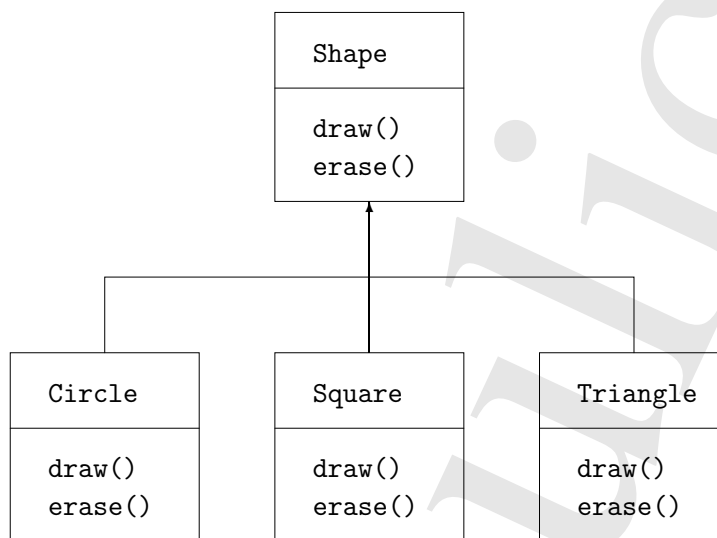 Shape
draw()
erase()
Circle
draw()
erase()
Square
draw()
erase()
Triangle
draw()
erase()